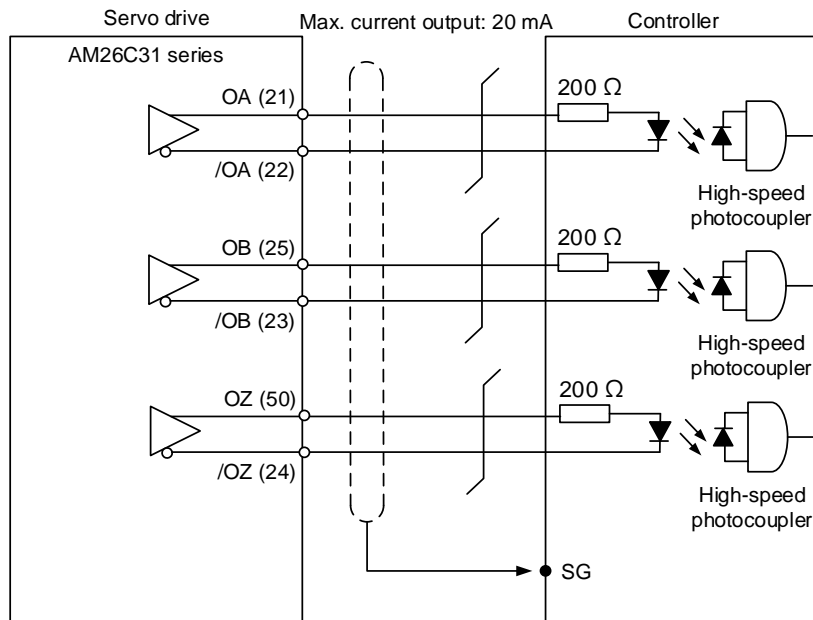 Servo drive
Max. current output: 20 mA
Controller
AM26C31 series
OA (21)
200 Ω
/OA (22)
High-speed
photocoupler
OB (25)
200 Ω
/OB (23)
High-speed
photocoupler
OZ (50)
200 Ω
/OZ (24)
High-speed
photocoupler
SG